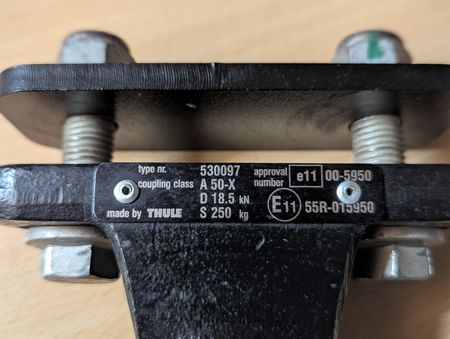 type nr. 530097 approval number e11 00-5950
coupling class A 50-X
D 18.5 kN E11 55R-015950
made by THULE S 250 kg